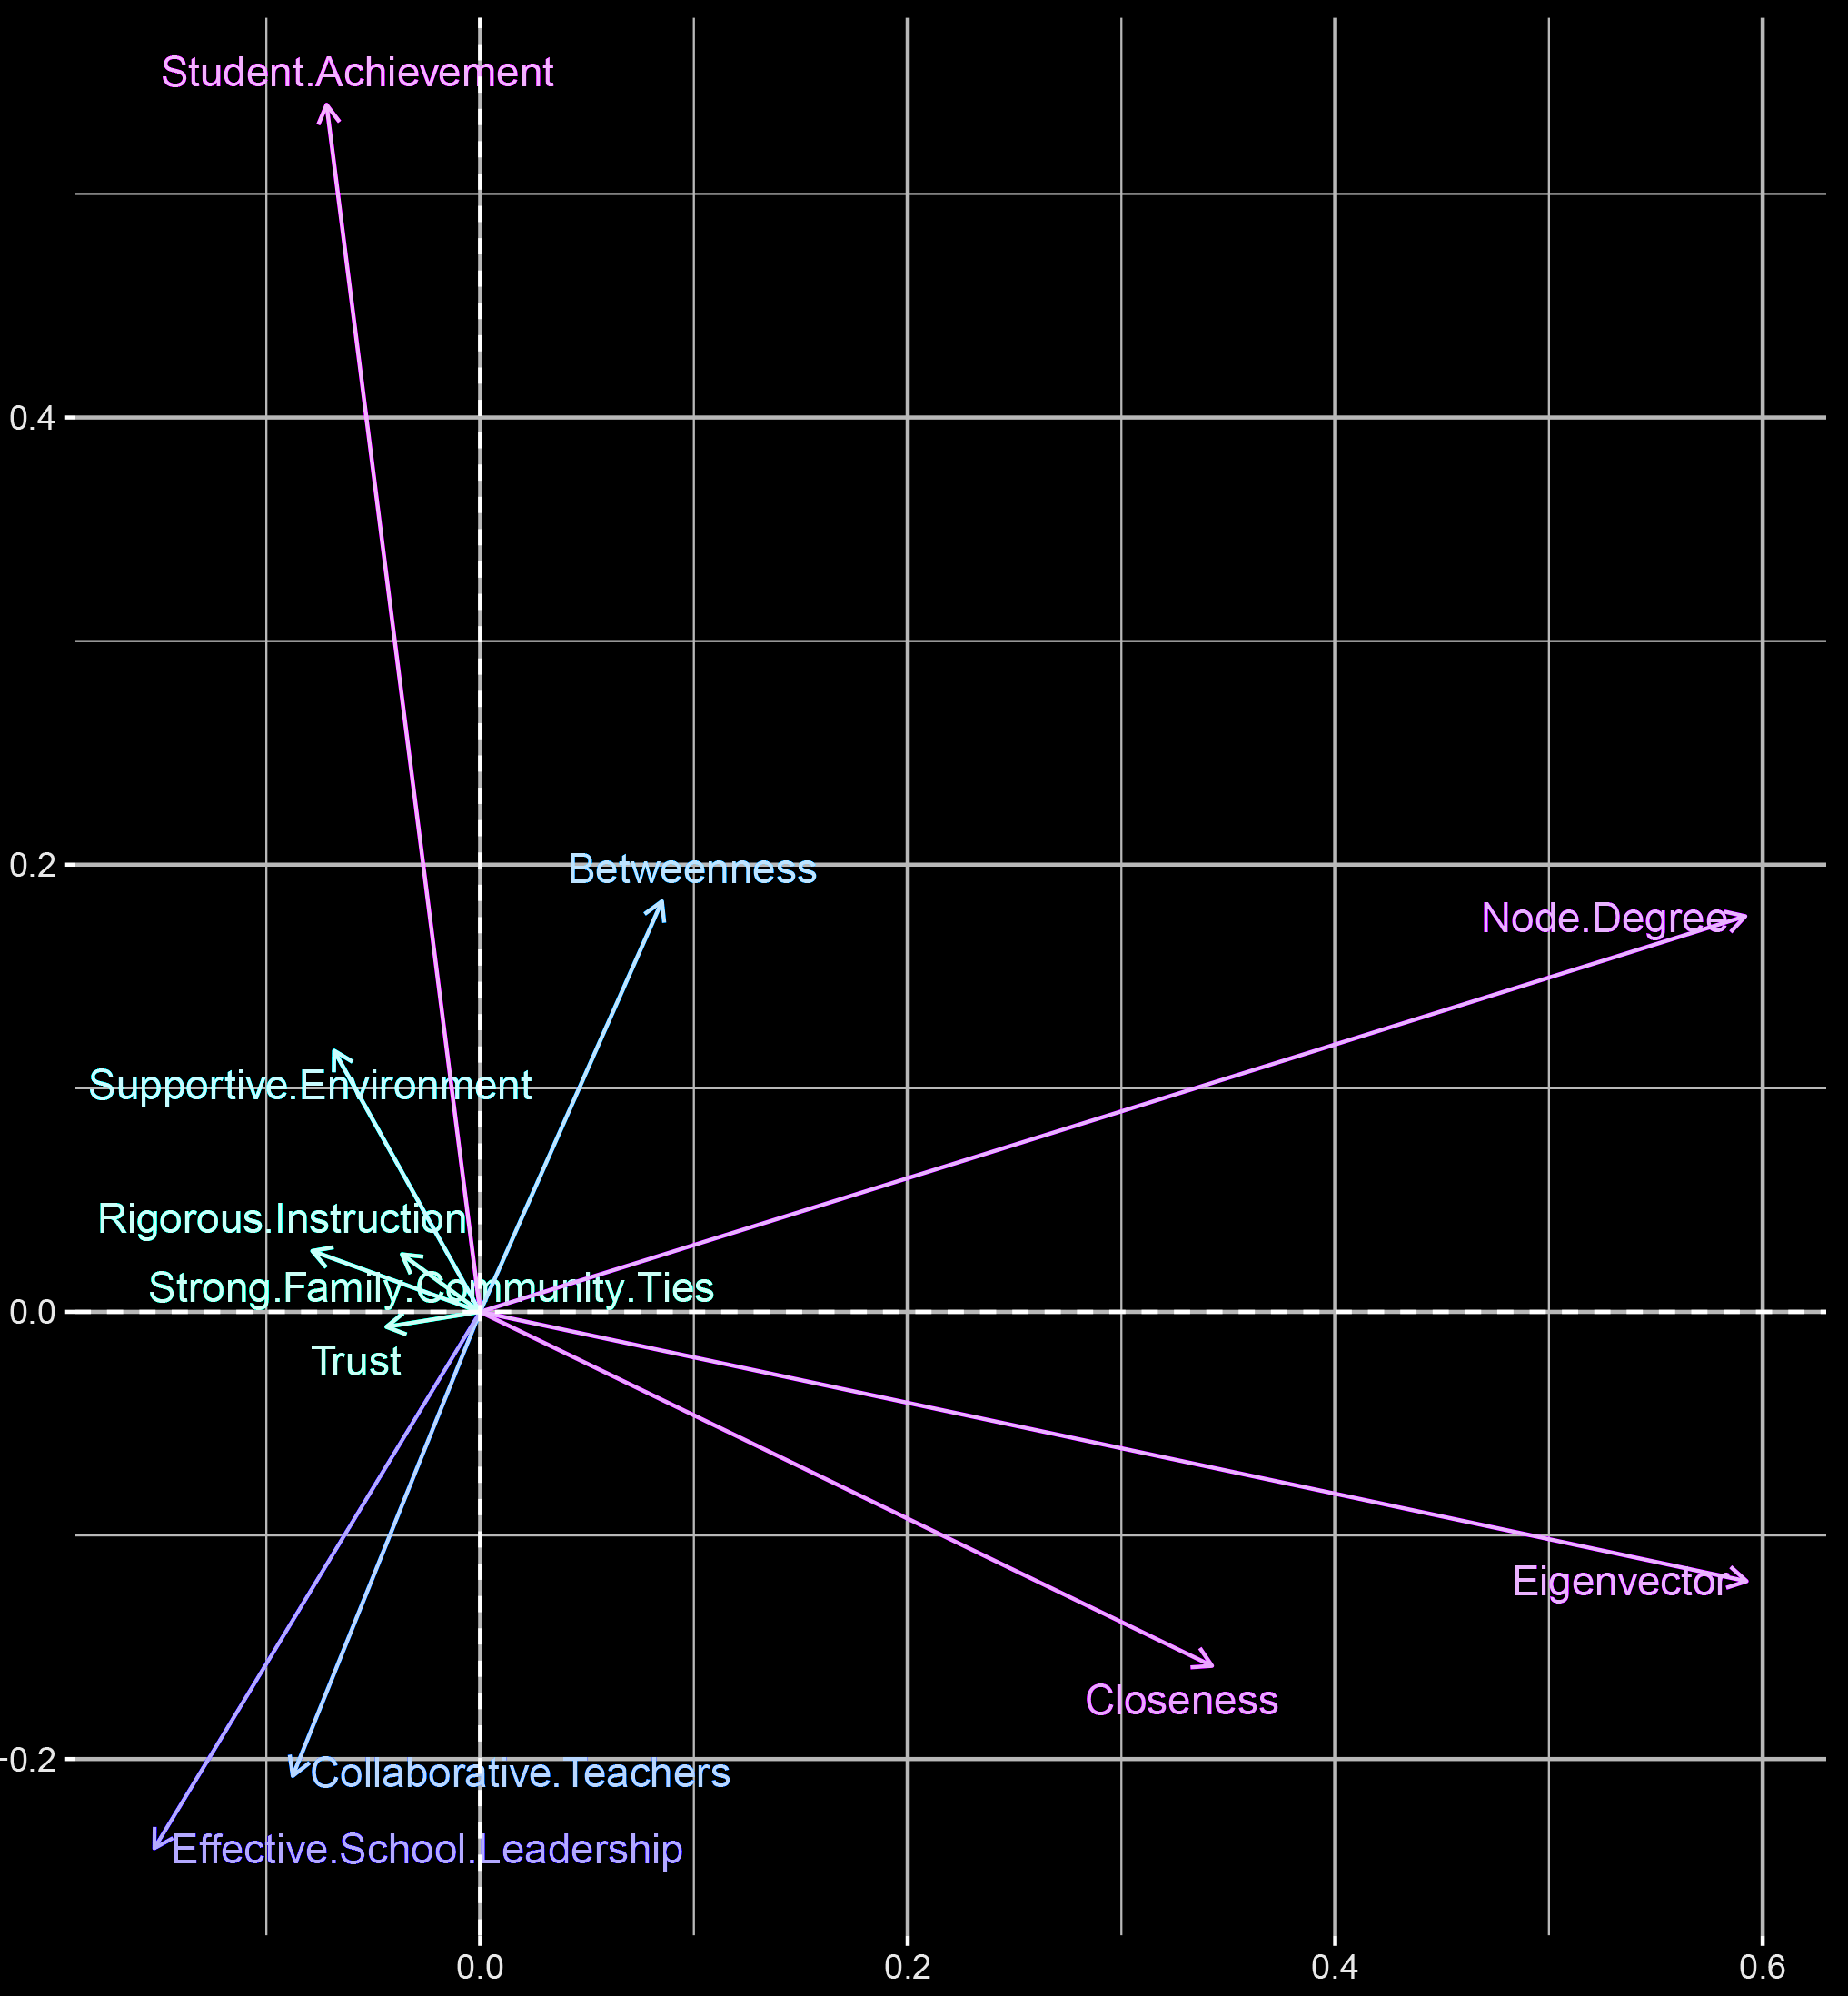 Student.Achievement
0.4
0.2
Betweenness
Node.Degree
Supportive.Environment
Rigorous.Instruction
Strong.Family.Community.Ties
0.0
Trust
Eigenvector
Closeness
-0.2
Collaborative.Teachers
Effective.School.Leadership
0.0
0.2
0.4
0.6